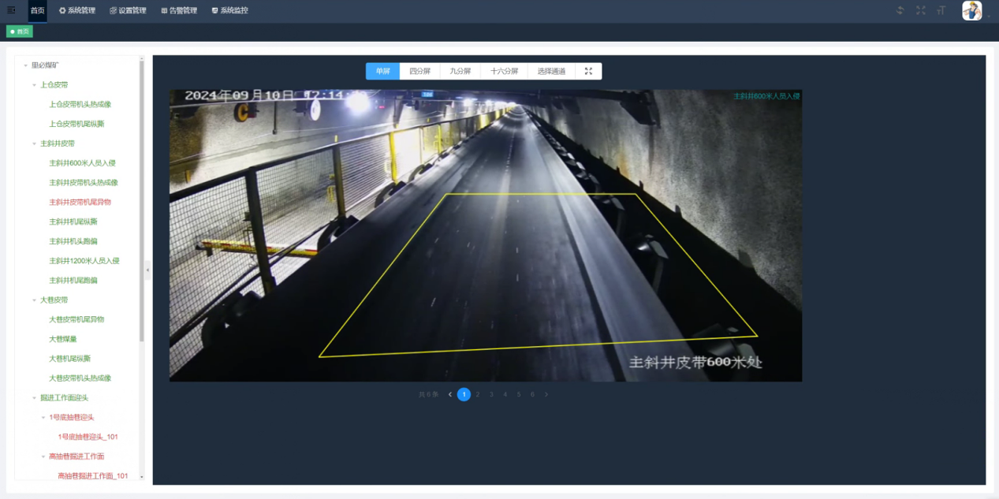 首页 系统管理 设置管理 告警管理 系统监控
首页
里必煤矿
上仓皮带
上仓皮带机头热成像
上仓皮带机尾纵撕
主斜井皮带
主斜井600米人员入侵
主斜井皮带机头热成像
主斜井皮带机尾异物
主斜井机尾纵撕
主斜井机头跑偏
主斜井1200米人员入侵
主斜井机尾跑偏
大巷皮带
大巷皮带机尾异物
大巷煤量
大巷机尾纵撕
大巷皮带机头热成像
掘进工作面迎头
1号底抽巷迎头
1号底抽巷迎头_101
高抽巷掘进工作面
高抽巷掘进工作面_101
单屏 四分屏 九分屏 十六分屏 选择通道
2024年09月10日
主斜井600米人员入侵
主斜井皮带600米处
共 6 条 1 2 3 4 5 6